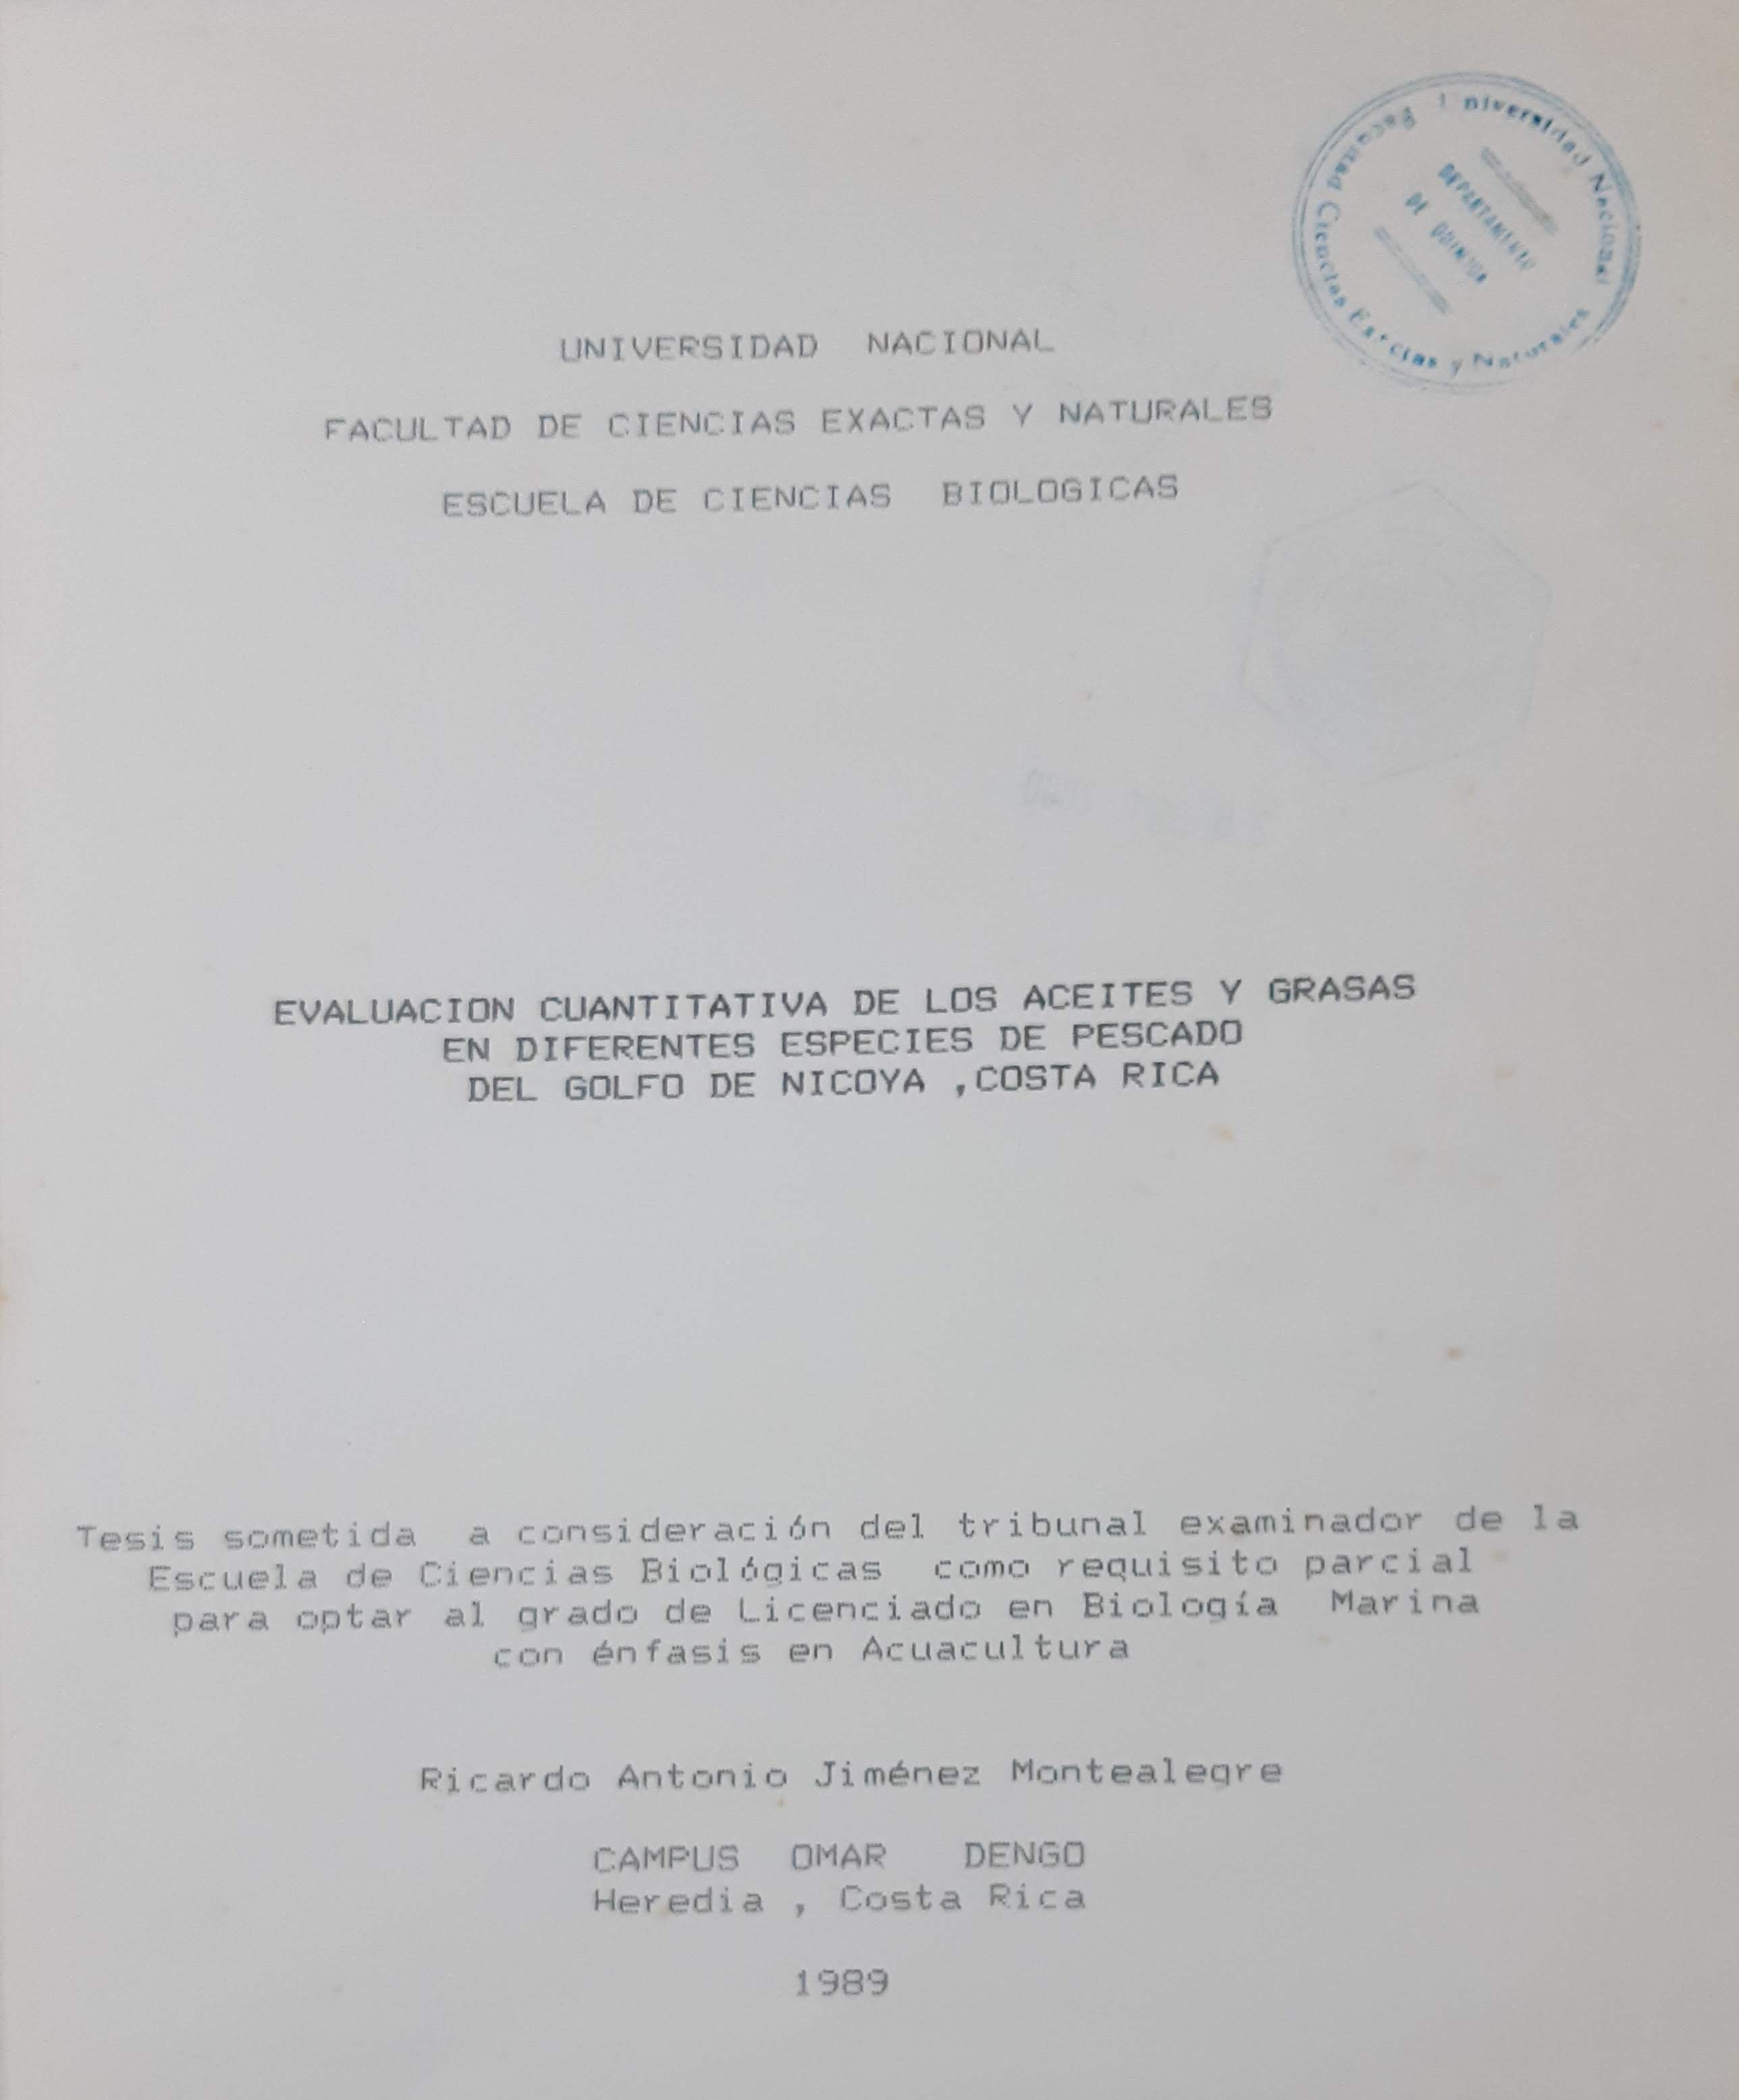 Universidad Nacional
Facultad Ciencias Exactas y Naturales
DEPARTAMENTO
DE QUIMICA
UNIVERSIDAD NACIONAL
FACULTAD DE CIENCIAS EXACTAS Y NATURALES
ESCUELA DE CIENCIAS BIOLOGICAS
EVALUACION CUANTITATIVA DE LOS ACEITES Y GRASAS
EN DIFERENTES ESPECIES DE PESCADO
DEL GOLFO DE NICOYA ,COSTA RICA
Tesis sometida a consideración del tribunal examinador de la
Escuela de Ciencias Biológicas como requisito parcial
para optar al grado de Licenciado en Biología Marina
con énfasis en Acuacultura
Ricardo Antonio Jiménez Montealegre
CAMPUS OMAR DENGO
Heredia , Costa Rica
1989